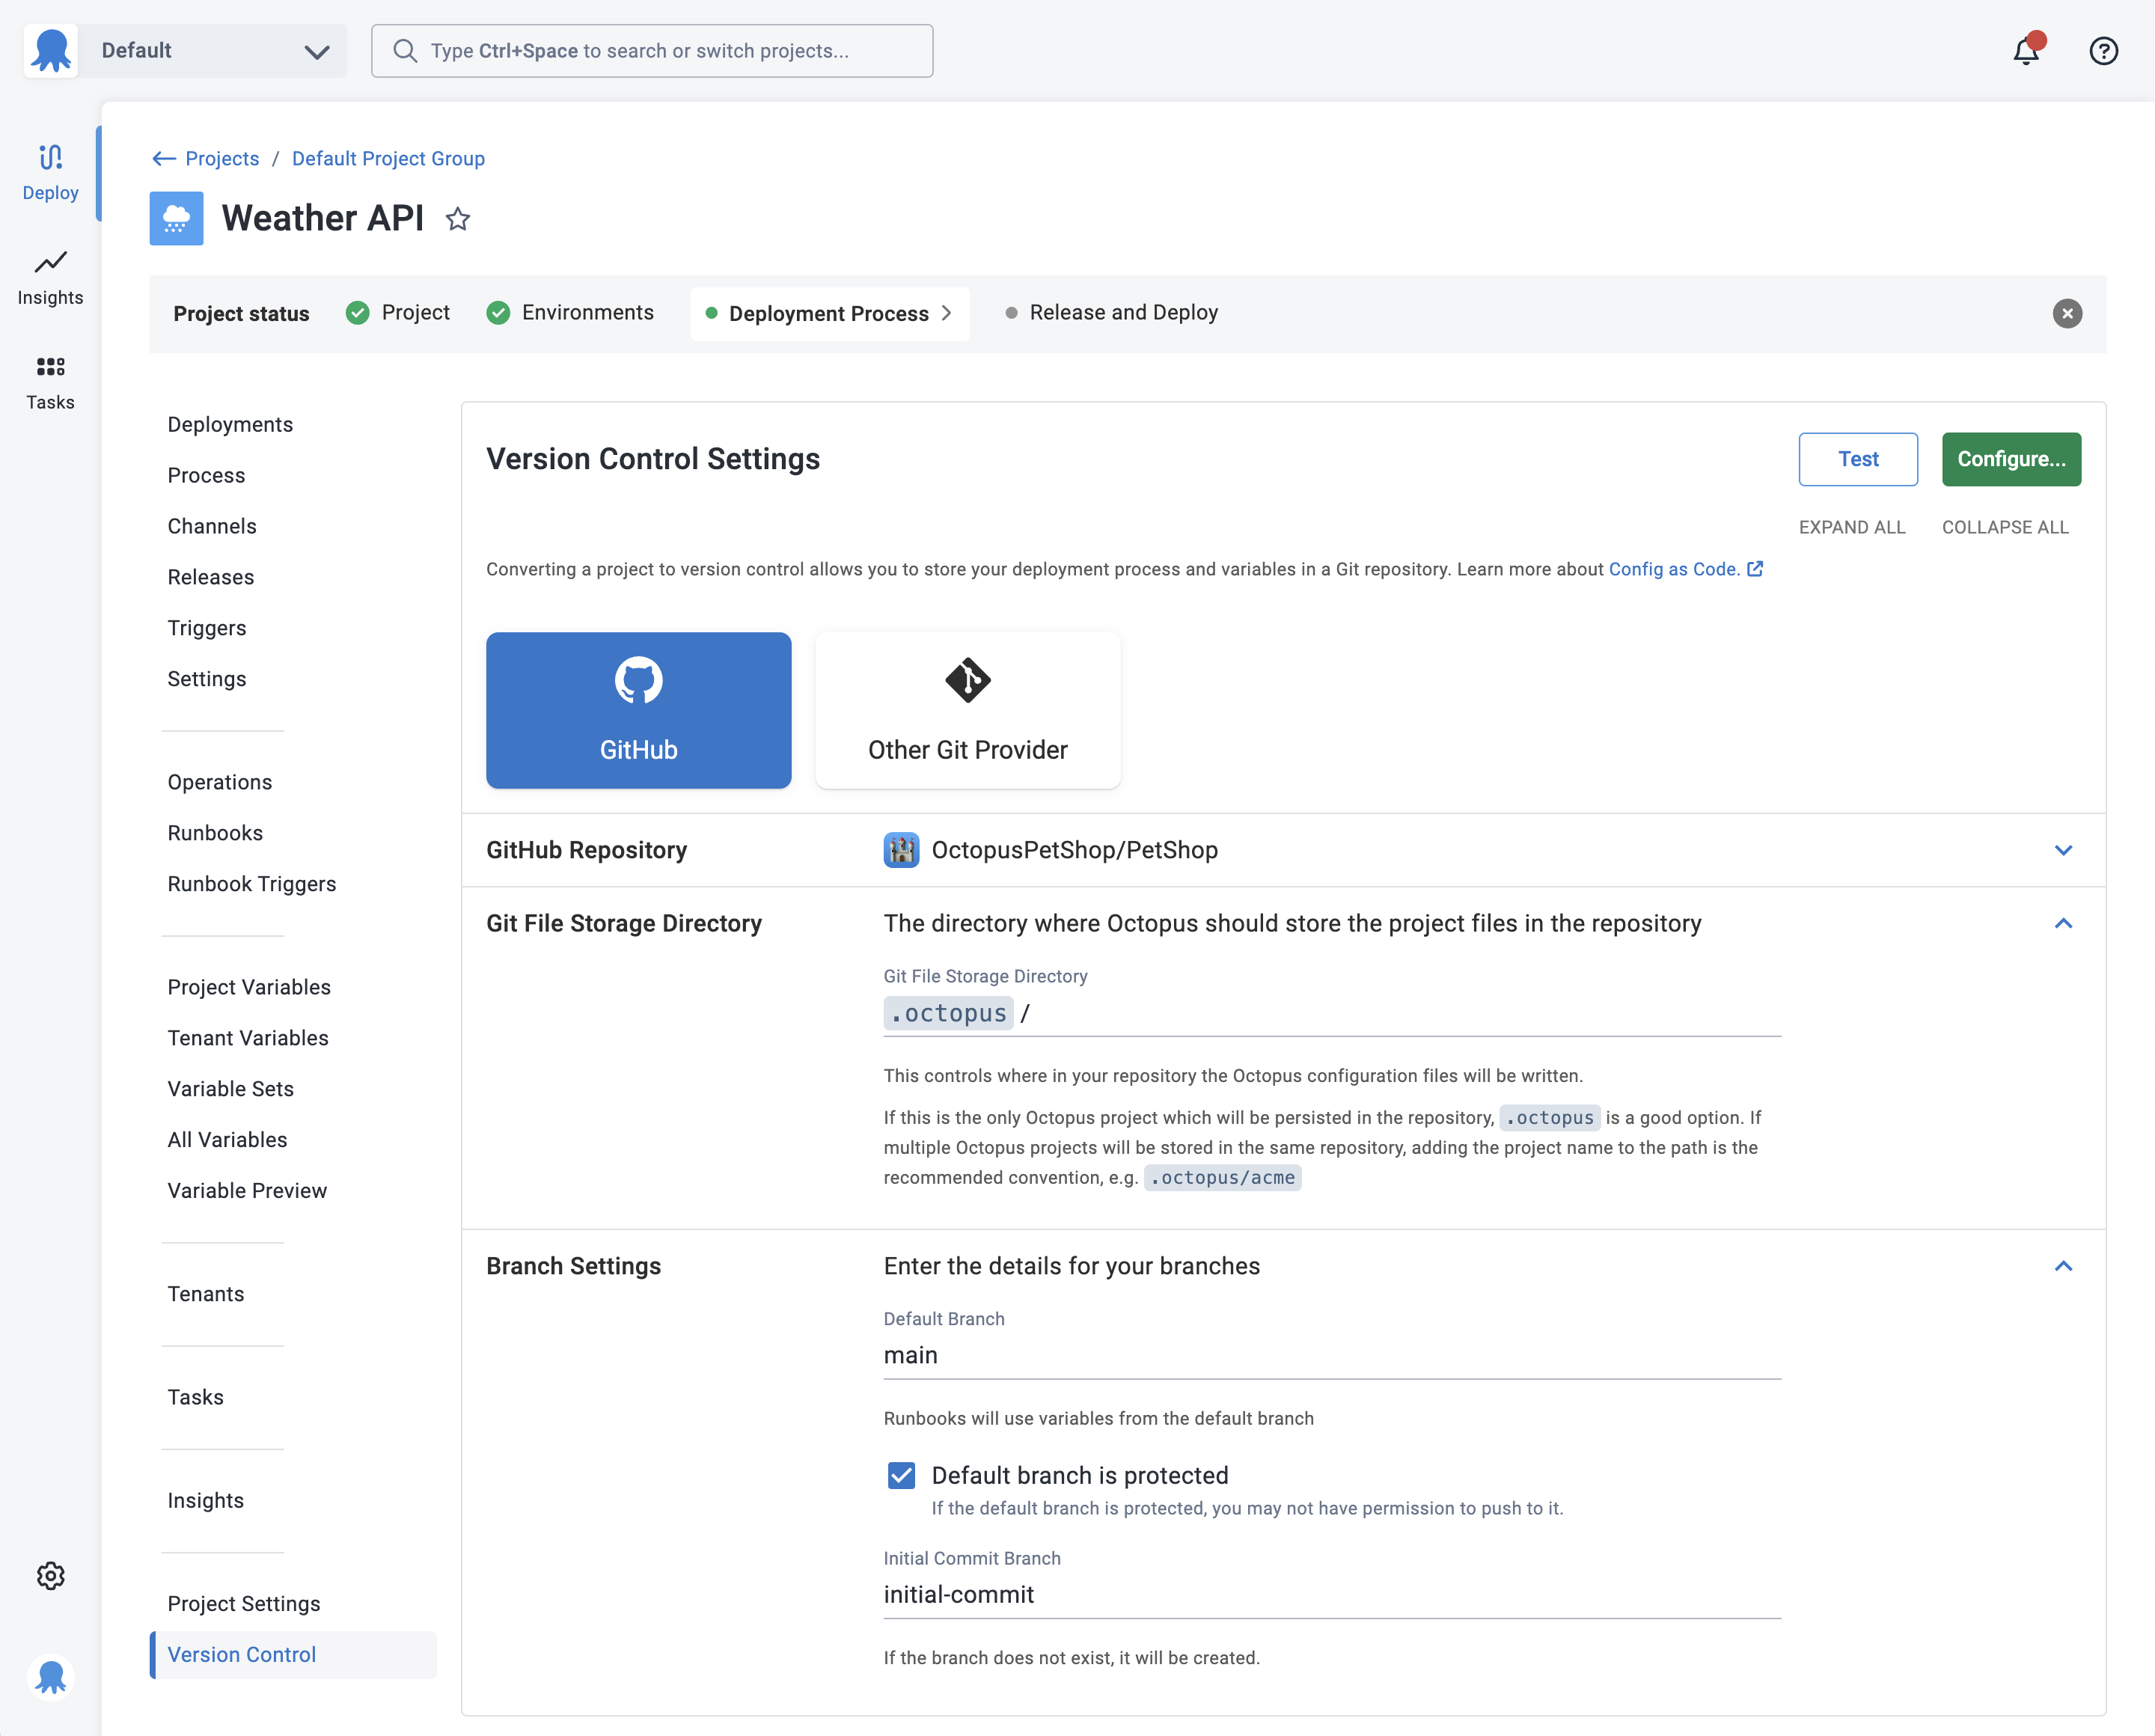 Default
Type Ctrl+Space to search or switch projects...
Deploy
Insights
Tasks
Projects / Default Project Group
Weather API
Project status
Project
Environments
Deployment Process
Release and Deploy
Deployments
Process
Channels
Releases
Triggers
Settings
Operations
Runbooks
Runbook Triggers
Project Variables
Tenant Variables
Variable Sets
All Variables
Variable Preview
Tenants
Tasks
Insights
Project Settings
Version Control
Version Control Settings
Test
Configure...
EXPAND ALL
COLLAPSE ALL
Converting a project to version control allows you to store your deployment process and variables in a Git repository. Learn more about Config as Code.
GitHub
Other Git Provider
GitHub Repository
OctopusPetShop/PetShop
Git File Storage Directory
The directory where Octopus should store the project files in the repository
Git File Storage Directory
.octopus /
This controls where in your repository the Octopus configuration files will be written.
If this is the only Octopus project which will be persisted in the repository, .octopus is a good option. If
multiple Octopus projects will be stored in the same repository, adding the project name to the path is the
recommended convention, e.g. .octopus/acme
Branch Settings
Enter the details for your branches
Default Branch
main
Runbooks will use variables from the default branch
Default branch is protected
If the default branch is protected, you may not have permission to push to it.
Initial Commit Branch
initial-commit
If the branch does not exist, it will be created.